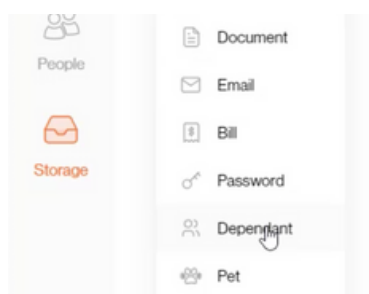 People
Storage
Document
Email
Bill
Password
Dependant
Pet